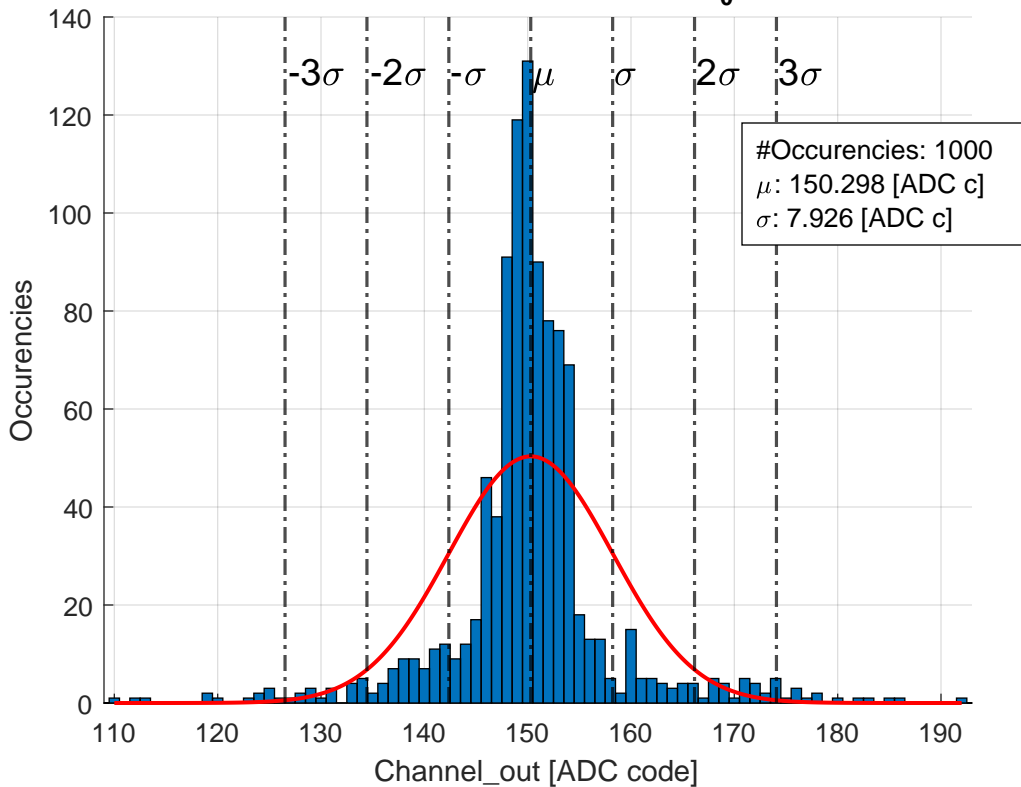 0
140
120
100
80
60
40
20
0
-3σ -2σ -σ μ σ 2σ 3σ
#Occurencies: 1000
μ: 150.298 [ADC c]
σ: 7.926 [ADC c]
Occurencies
110 120 130 140 150 160 170 180 190
Channel_out [ADC code]